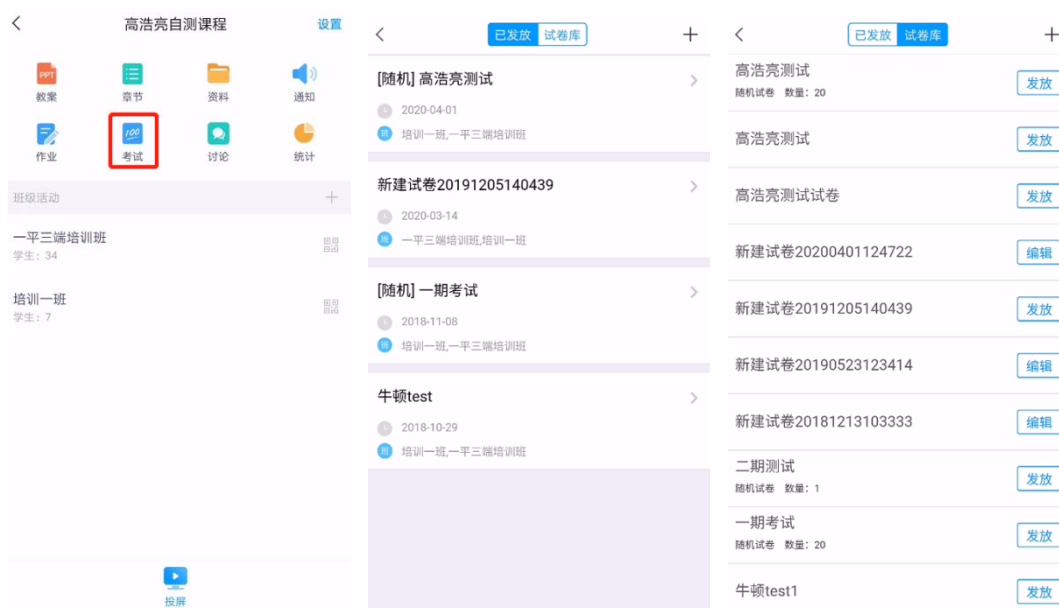 高浩亮自测课程
设置
PPT
教案
章节
资料
通知
作业
100
考试
讨论
统计
班级活动
一平三端培训班
学生：34
培训一班
学生：7
投屏
已发放 试卷库
[随机] 高浩亮测试
2020-04-01
班 培训一班,一平三端培训班
新建试卷20191205140439
2020-03-14
班 一平三端培训班,培训一班
[随机] 一期考试
2018-11-08
班 培训一班,一平三端培训班
牛顿test
2018-10-29
班 培训一班,一平三端培训班
已发放 试卷库
高浩亮测试
随机试卷 数量：20
发放
高浩亮测试
发放
高浩亮测试试卷
发放
新建试卷20200401124722
编辑
新建试卷20191205140439
发放
新建试卷20190523123414
编辑
新建试卷20181213103333
编辑
二期测试
随机试卷 数量：1
发放
一期考试
随机试卷 数量：20
发放
牛顿test1
发放